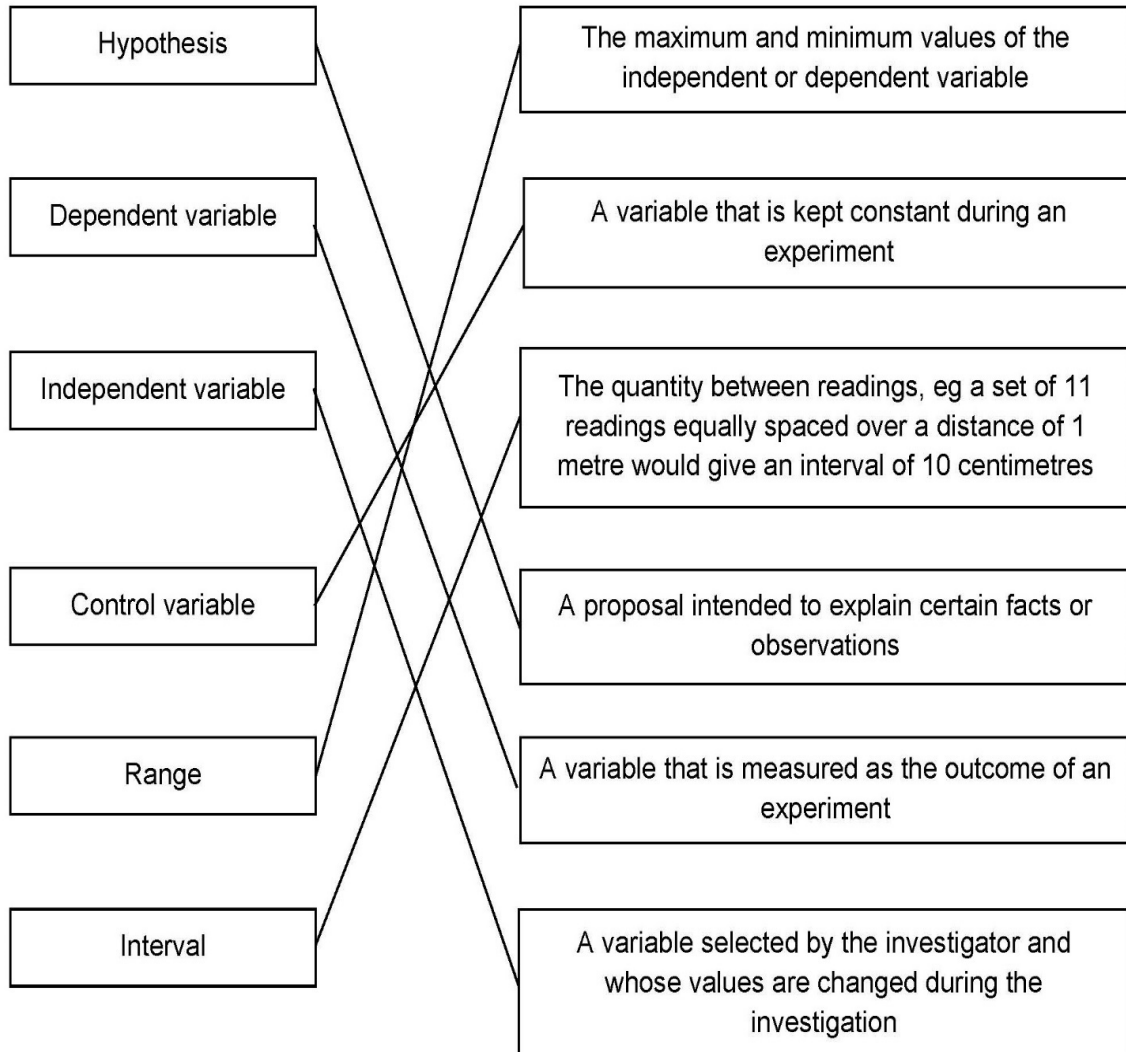 Hypothesis
The maximum and minimum values of the
independent or dependent variable
Dependent variable
A variable that is kept constant during an
experiment
Independent variable
The quantity between readings, eg a set of 11
readings equally spaced over a distance of 1
metre would give an interval of 10 centimetres
Control variable
A proposal intended to explain certain facts or
observations
Range
A variable that is measured as the outcome of an
experiment
Interval
A variable selected by the investigator and
whose values are changed during the
investigation